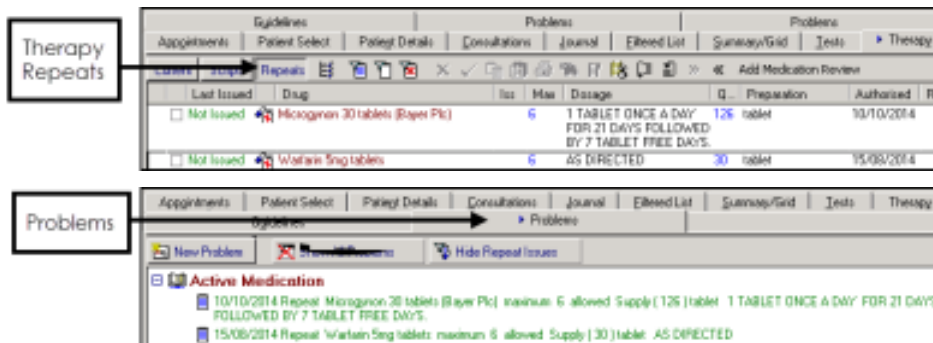 Therapy
Repeats
Guidelines Problems Problems
Appointments Patient Select Patient Details Consultations Journal Filtered List Summary/Grid Tests Therapy
Repeats Add Medication Review
Last Issued Drug Iss Max Dosage Q... Preparation Authorised R
Not Issued Microgynon 30 tablets (Bayer Plc) 6 1 TABLET ONCE A DAY 126 tablet 10/10/2014
FOR 21 DAYS FOLLOWED
BY 7 TABLET FREE DAYS.
Not Issued Warfarin 5mg tablets 6 AS DIRECTED 30 tablet 15/08/2014
Problems
Appointments Patient Select Patient Details Consultations Journal Filtered List Summary/Grid Tests Therapy
Guidelines Problems
New Problem Hide Repeat Issues
Active Medication
10/10/2014 Repeat Microgynon 30 tablets (Bayer Plc) maximum 6 allowed Supply ( 126 ) tablet 1 TABLET ONCE A DAY FOR 21 DAYS
FOLLOWED BY 7 TABLET FREE DAYS.
15/08/2014 Repeat Warfarin 5mg tablets maximum 6 allowed Supply ( 30 ) tablet AS DIRECTED